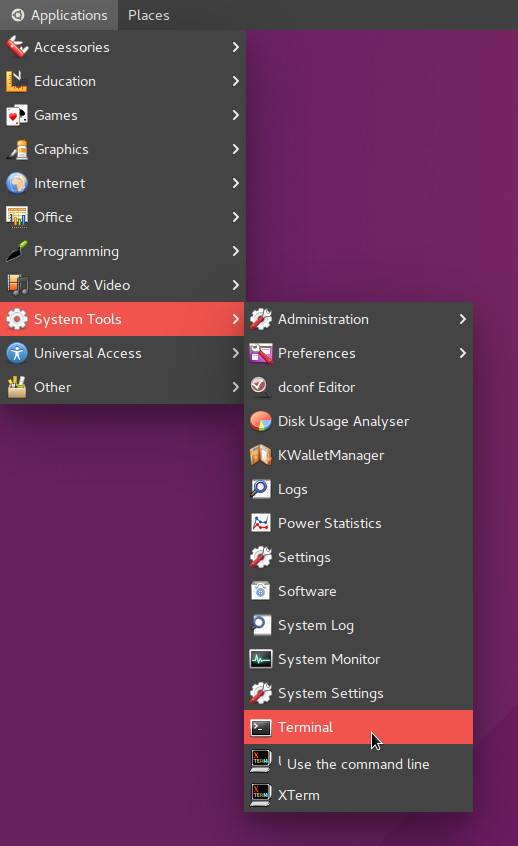 Applications Places
Accessories
Education
Games
Graphics
Internet
Office
Programming
Sound & Video
System Tools
Universal Access
Other
Administration
Preferences
dconf Editor
Disk Usage Analyser
KWalletManager
Logs
Power Statistics
Settings
Software
System Log
System Monitor
System Settings
Terminal
Use the command line
XTerm